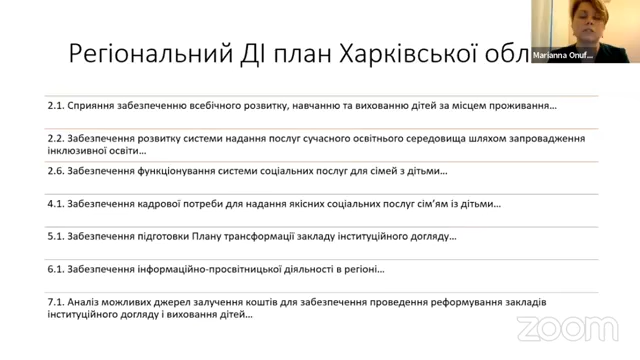 Регіональний ДІ план Харківської обл
Marianna Onuf...
2.1. Сприяння забезпеченню всебічного розвитку, навчанню та вихованню дітей за місцем проживання…
2.2. Забезпечення розвитку системи надання послуг сучасного освітнього середовища шляхом запровадження
інклюзивної освіти…
2.6. Забезпечення функціонування системи соціальних послуг для сімей з дітьми…
4.1. Забезпечення кадрової потреби для надання якісних соціальних послуг сім’ям із дітьми…
5.1. Забезпечення підготовки Плану трансформації закладу інституційного догляду…
6.1. Забезпечення інформаційно-просвітницької діяльності в регіоні…
7.1. Аналіз можливих джерел залучення коштів для забезпечення проведення реформування закладів
інституційного догляду і виховання дітей…
zoom